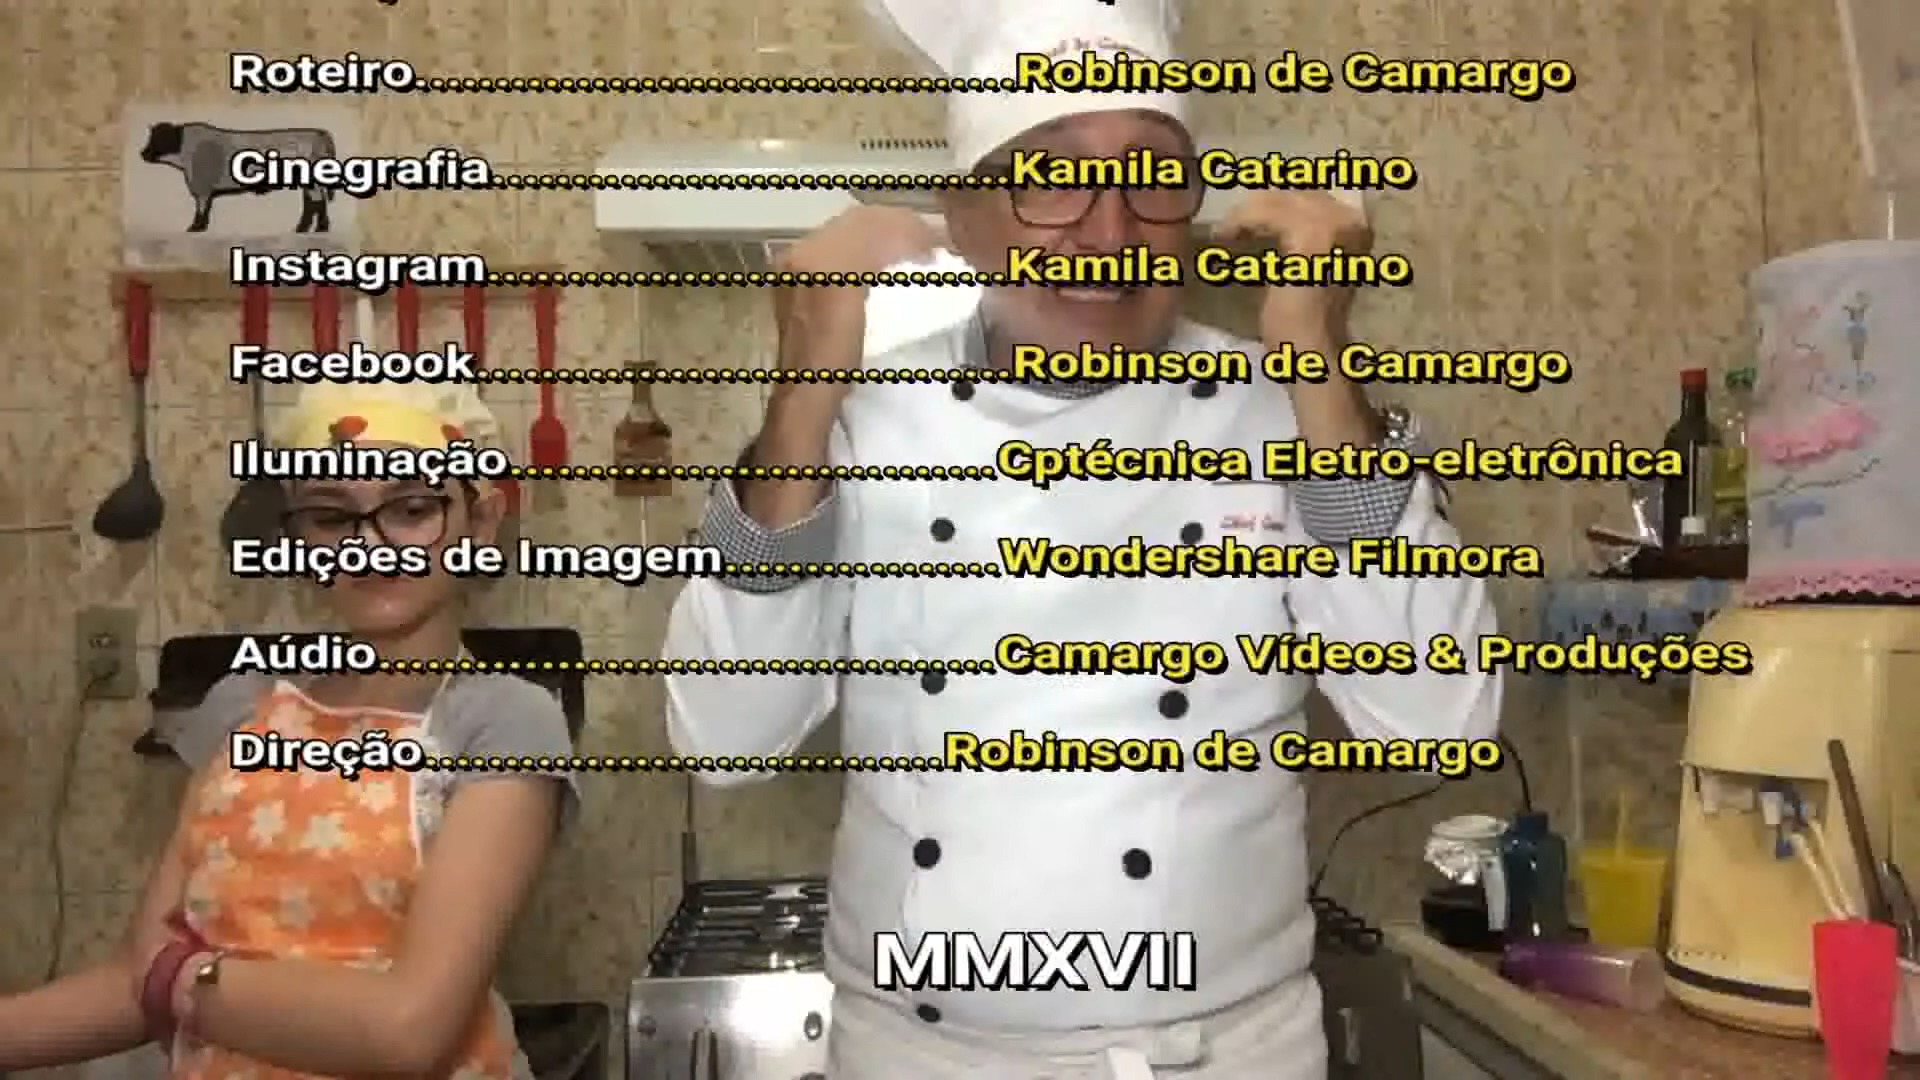 Roteiro......................................Robinson de Camargo
Cinegrafia.................................Kamila Catarino
Instagram.................................Kamila Catarino
Facebook..................................Robinson de Camargo
Iluminação...............................Cptécnica Eletro-eletrônica
Edições de Imagem.................Wondershare Filmora
Aúdio.......................................Camargo Vídeos & Produções
Direção.................................Robinson de Camargo
MMXVII